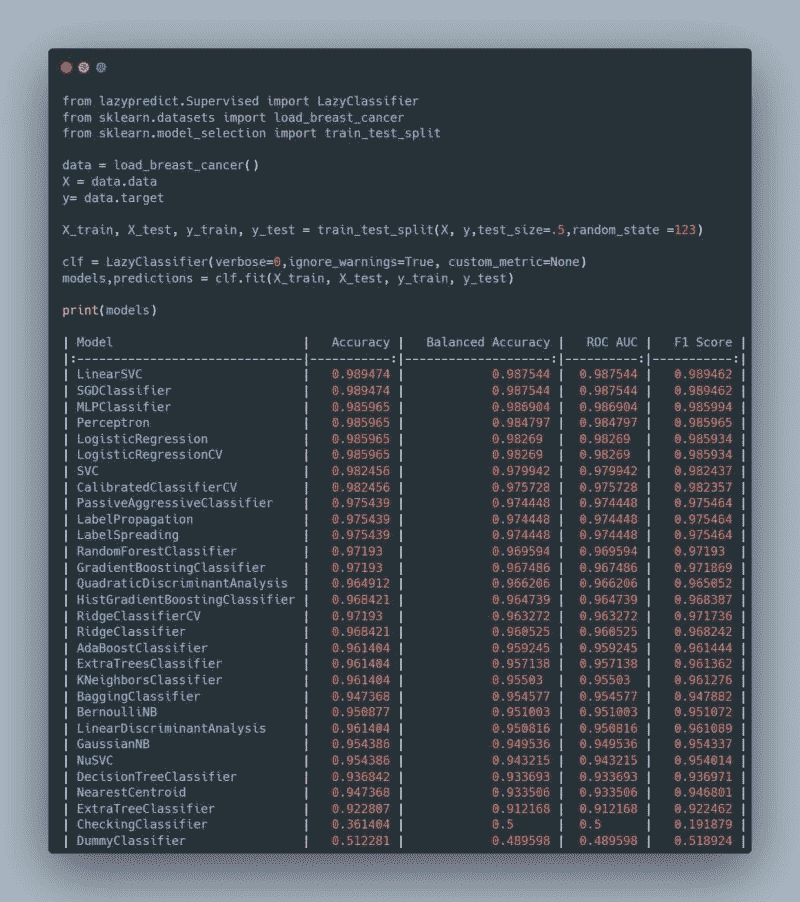 from lazypredict.Supervised import LazyClassifier
from sklearn.datasets import load_breast_cancer
from sklearn.model_selection import train_test_split
data = load_breast_cancer()
X = data.data
y= data.target
X_train, X_test, y_train, y_test = train_test_split(X, y,test_size=.5,random_state =123)
clf = LazyClassifier(verbose=0,ignore_warnings=True, custom_metric=None)
models,predictions = clf.fit(X_train, X_test, y_train, y_test)
print(models)
| Model                          |   Accuracy |   Balanced Accuracy |   ROC AUC |   F1 Score |
|:-------------------------------|-----------:|--------------------:|----------:|-----------:|
| LinearSVC                      |   0.989474 |            0.987544 |  0.987544 |   0.989462 |
| SGDClassifier                  |   0.989474 |            0.987544 |  0.987544 |   0.989462 |
| MLPClassifier                  |   0.985965 |            0.986904 |  0.986904 |   0.985994 |
| Perceptron                     |   0.985965 |            0.984797 |  0.984797 |   0.985965 |
| LogisticRegression             |   0.985965 |            0.98269  |  0.98269  |   0.985934 |
| LogisticRegressionCV           |   0.985965 |            0.98269  |  0.98269  |   0.985934 |
| SVC                            |   0.982456 |            0.979942 |  0.979942 |   0.982437 |
| CalibratedClassifierCV         |   0.982456 |            0.975728 |  0.975728 |   0.982357 |
| PassiveAggressiveClassifier    |   0.975439 |            0.974448 |  0.974448 |   0.975464 |
| LabelPropagation               |   0.975439 |            0.974448 |  0.974448 |   0.975464 |
| LabelSpreading                 |   0.975439 |            0.974448 |  0.974448 |   0.975464 |
| RandomForestClassifier         |   0.97193  |            0.969594 |  0.969594 |   0.97193  |
| GradientBoostingClassifier     |   0.97193  |            0.967486 |  0.967486 |   0.971869 |
| QuadraticDiscriminantAnalysis  |   0.964912 |            0.966206 |  0.966206 |   0.965052 |
| HistGradientBoostingClassifier |   0.968421 |            0.964739 |  0.964739 |   0.968387 |
| RidgeClassifierCV              |   0.97193  |            0.963272 |  0.963272 |   0.971736 |
| RidgeClassifier                |   0.968421 |            0.960525 |  0.960525 |   0.968242 |
| AdaBoostClassifier             |   0.961404 |            0.959245 |  0.959245 |   0.961444 |
| ExtraTreesClassifier           |   0.961404 |            0.957138 |  0.957138 |   0.961362 |
| KNeighborsClassifier           |   0.961404 |            0.95503  |  0.95503  |   0.961276 |
| BaggingClassifier              |   0.947368 |            0.954577 |  0.954577 |   0.947882 |
| BernoulliNB                    |   0.950877 |            0.951003 |  0.951003 |   0.951072 |
| LinearDiscriminantAnalysis     |   0.961404 |            0.950816 |  0.950816 |   0.961089 |
| GaussianNB                     |   0.954386 |            0.949536 |  0.949536 |   0.954337 |
| NuSVC                          |   0.954386 |            0.943215 |  0.943215 |   0.954014 |
| DecisionTreeClassifier         |   0.936842 |            0.933693 |  0.933693 |   0.936971 |
| NearestCentroid                |   0.947368 |            0.933506 |  0.933506 |   0.946801 |
| ExtraTreeClassifier            |   0.922807 |            0.912168 |  0.912168 |   0.922462 |
| CheckingClassifier             |   0.361404 |            0.5      |  0.5      |   0.191879 |
| DummyClassifier                |   0.512281 |            0.489598 |  0.489598 |   0.518924 |